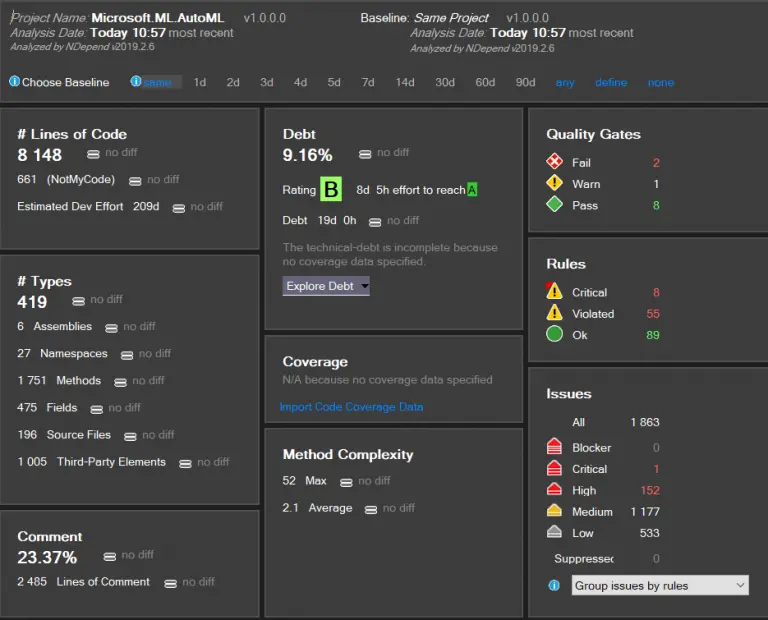 Project Name: Microsoft.ML.AutoML v1.0.0.0 Baseline: Same Project v1.0.0.0
Analysis Date: Today 10:57 most recent Analysis Date: Today 10:57 most recent
Analyzed by NDepend v2019.2.6 Analyzed by NDepend v2019.2.6
Choose Baseline same 1d 2d 3d 4d 5d 7d 14d 30d 60d 90d any define none
# Lines of Code
8 148 no diff
661 (NotMyCode) no diff
Estimated Dev Effort 209d no diff
# Types
419 no diff
6 Assemblies no diff
27 Namespaces no diff
1 751 Methods no diff
475 Fields no diff
196 Source Files no diff
1 005 Third-Party Elements no diff
Comment
23.37% no diff
2 485 Lines of Comment no diff
Debt
9.16% no diff
Rating B 8d 5h effort to reach A
Debt 19d 0h no diff
The technical-debt is incomplete because
no coverage data specified.
Explore Debt
Coverage
N/A because no coverage data specified
Import Code Coverage Data
Method Complexity
52 Max no diff
2.1 Average no diff
Quality Gates
Fail 2
Warn 1
Pass 8
Rules
Critical 8
Violated 55
Ok 89
Issues
All 1 863
Blocker 0
Critical 1
High 152
Medium 1 177
Low 533
Suppressed 0
Group issues by rules